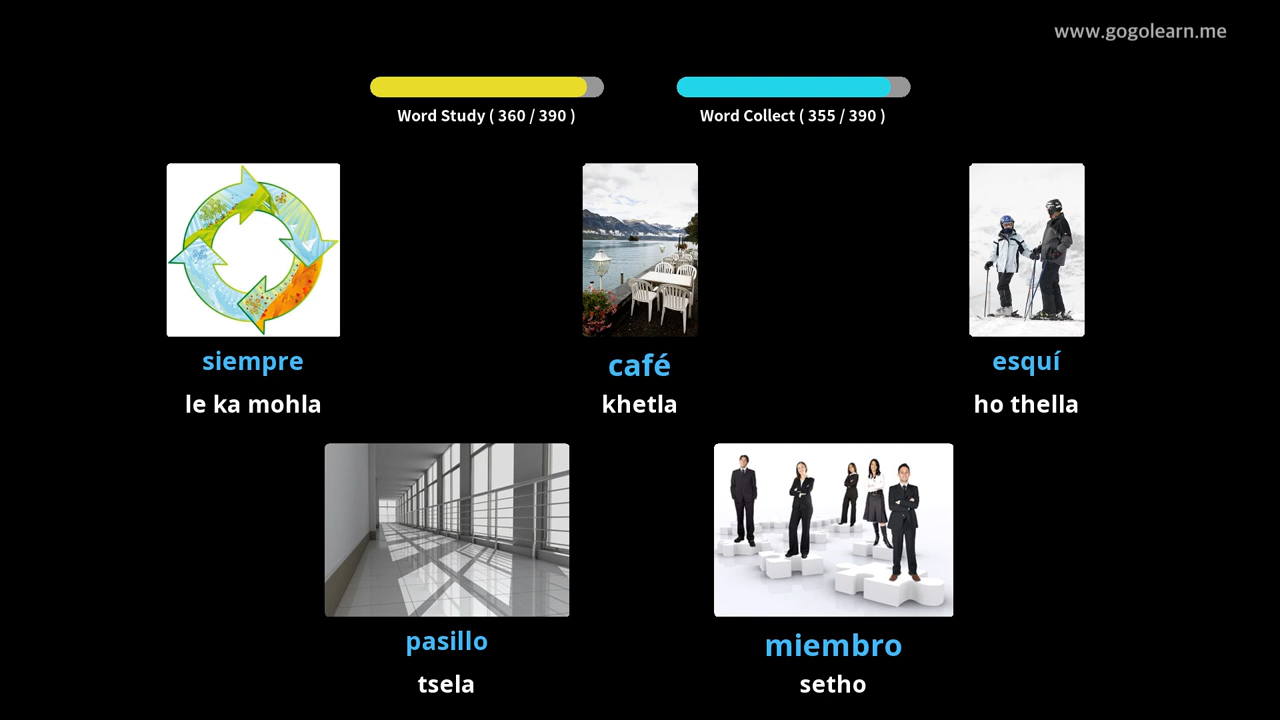 www.gogolearn.me
Word Study ( 360 / 390 )
Word Collect ( 355 / 390 )
siempre
le ka mohla
café
khetla
esquí
ho thella
pasillo
tsela
miembro
setho